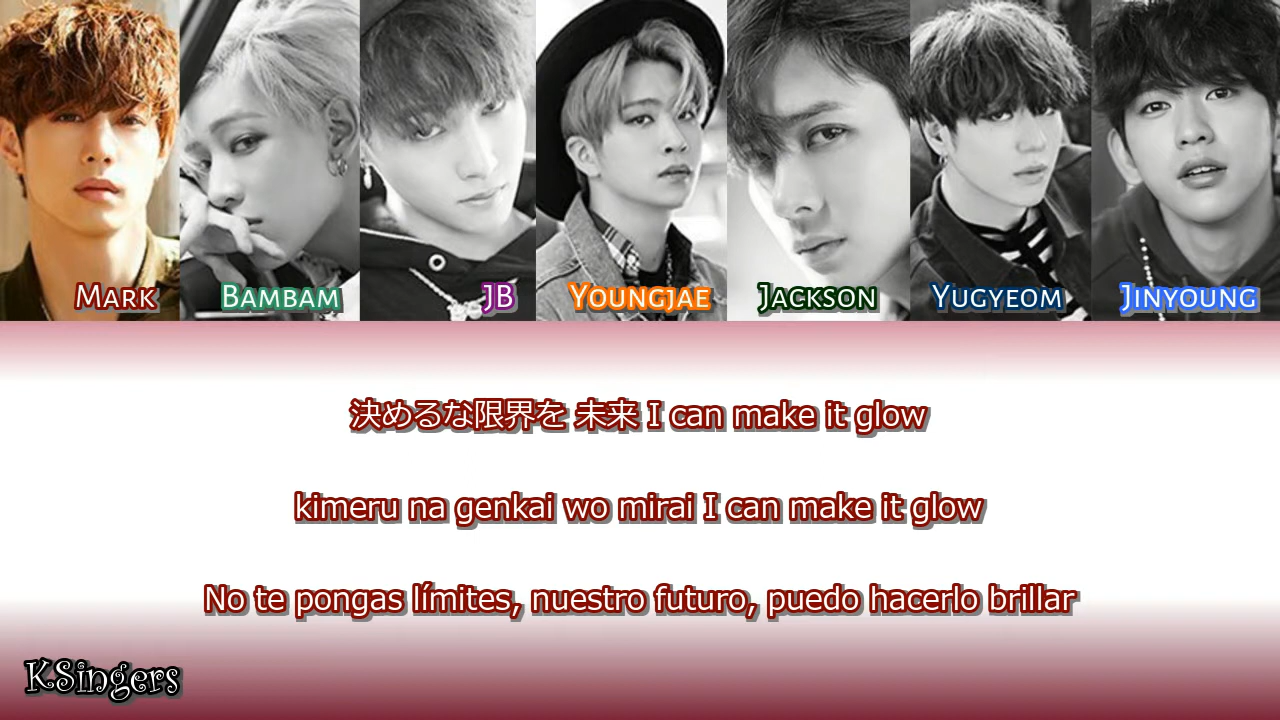 Mark Bambam JB Youngjae Jackson Yugyeom Jinyoung
決めるな限界を 未来 I can make it glow
kimeru na genkai wo mirai I can make it glow
No te pongas límites, nuestro futuro, puedo hacerlo brillar
KSingers